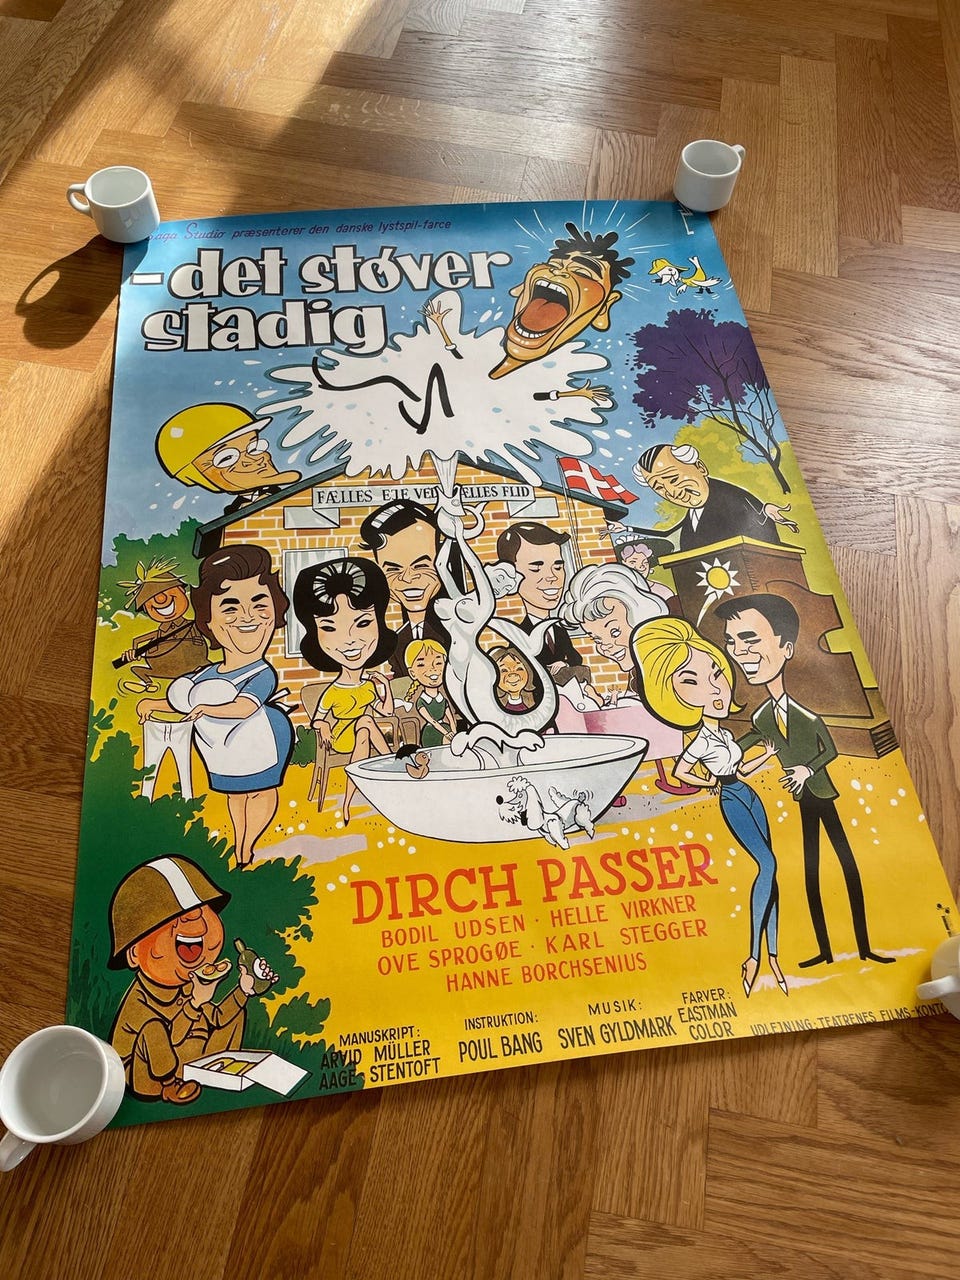 Saga Studio præsenterer den danske lystspil-farce
- det støver
stadig
FÆLLES EJE VED FÆLLES FLID
DIRCH PASSER
BODIL UDSEN · HELLE VIRKNER
OVE SPROGØE · KARL STEGGER
HANNE BORCHSENIUS
MANUSKRIPT:
ARVID MÜLLER
AAGE STENTOFT
INSTRUKTION:
POUL BANG
MUSIK:
SVEN GYLDMARK
FARVER:
EASTMAN
COLOR
UDLEJNING: TEATRENES FILMS-KONTO